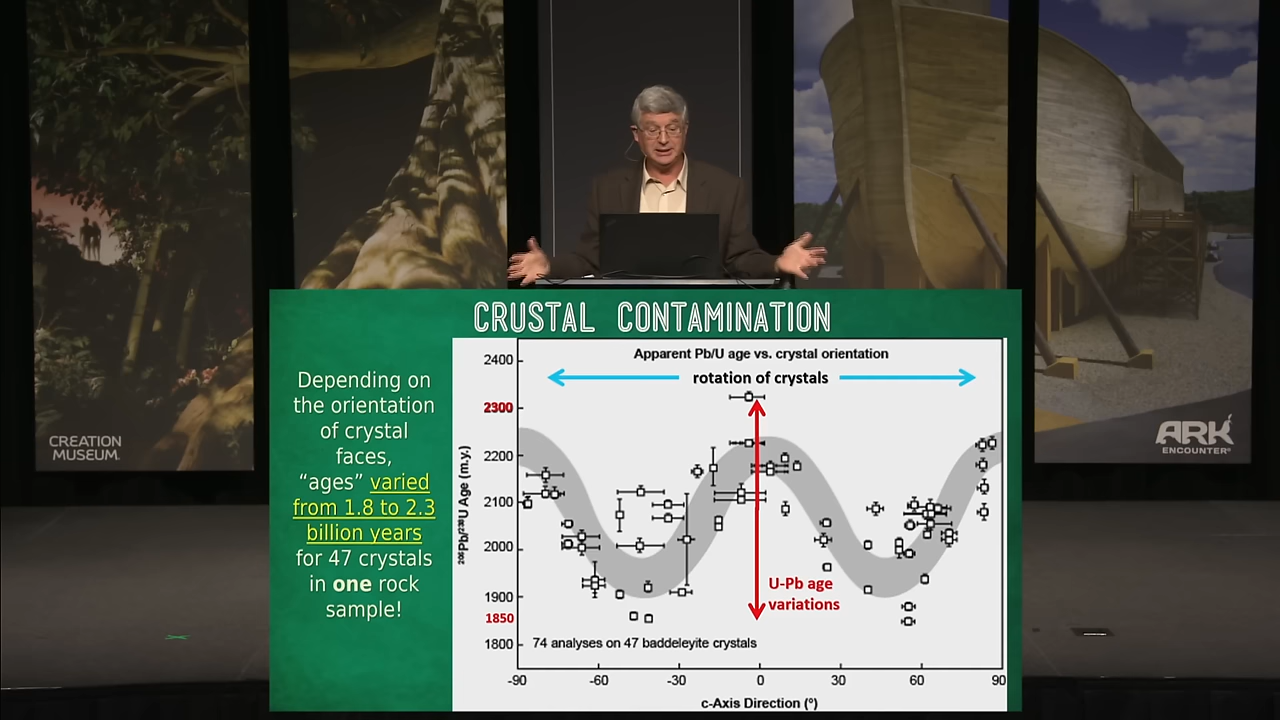 CREATION
MUSEUM
ARK
ENCOUNTER
CRUSTAL CONTAMINATION
Depending on
the orientation
of crystal
faces,
“ages” varied
from 1.8 to 2.3
billion years
for 47 crystals
in one rock
sample!
Apparent Pb/U age vs. crystal orientation
rotation of crystals
2400
2300
2200
2100
2000
1900
1850
1800
²⁰⁶Pb/²³⁸U Age (m.y.)
U-Pb age
variations
74 analyses on 47 baddeleyite crystals
-90 -60 -30 0 30 60 90
c-Axis Direction (°)